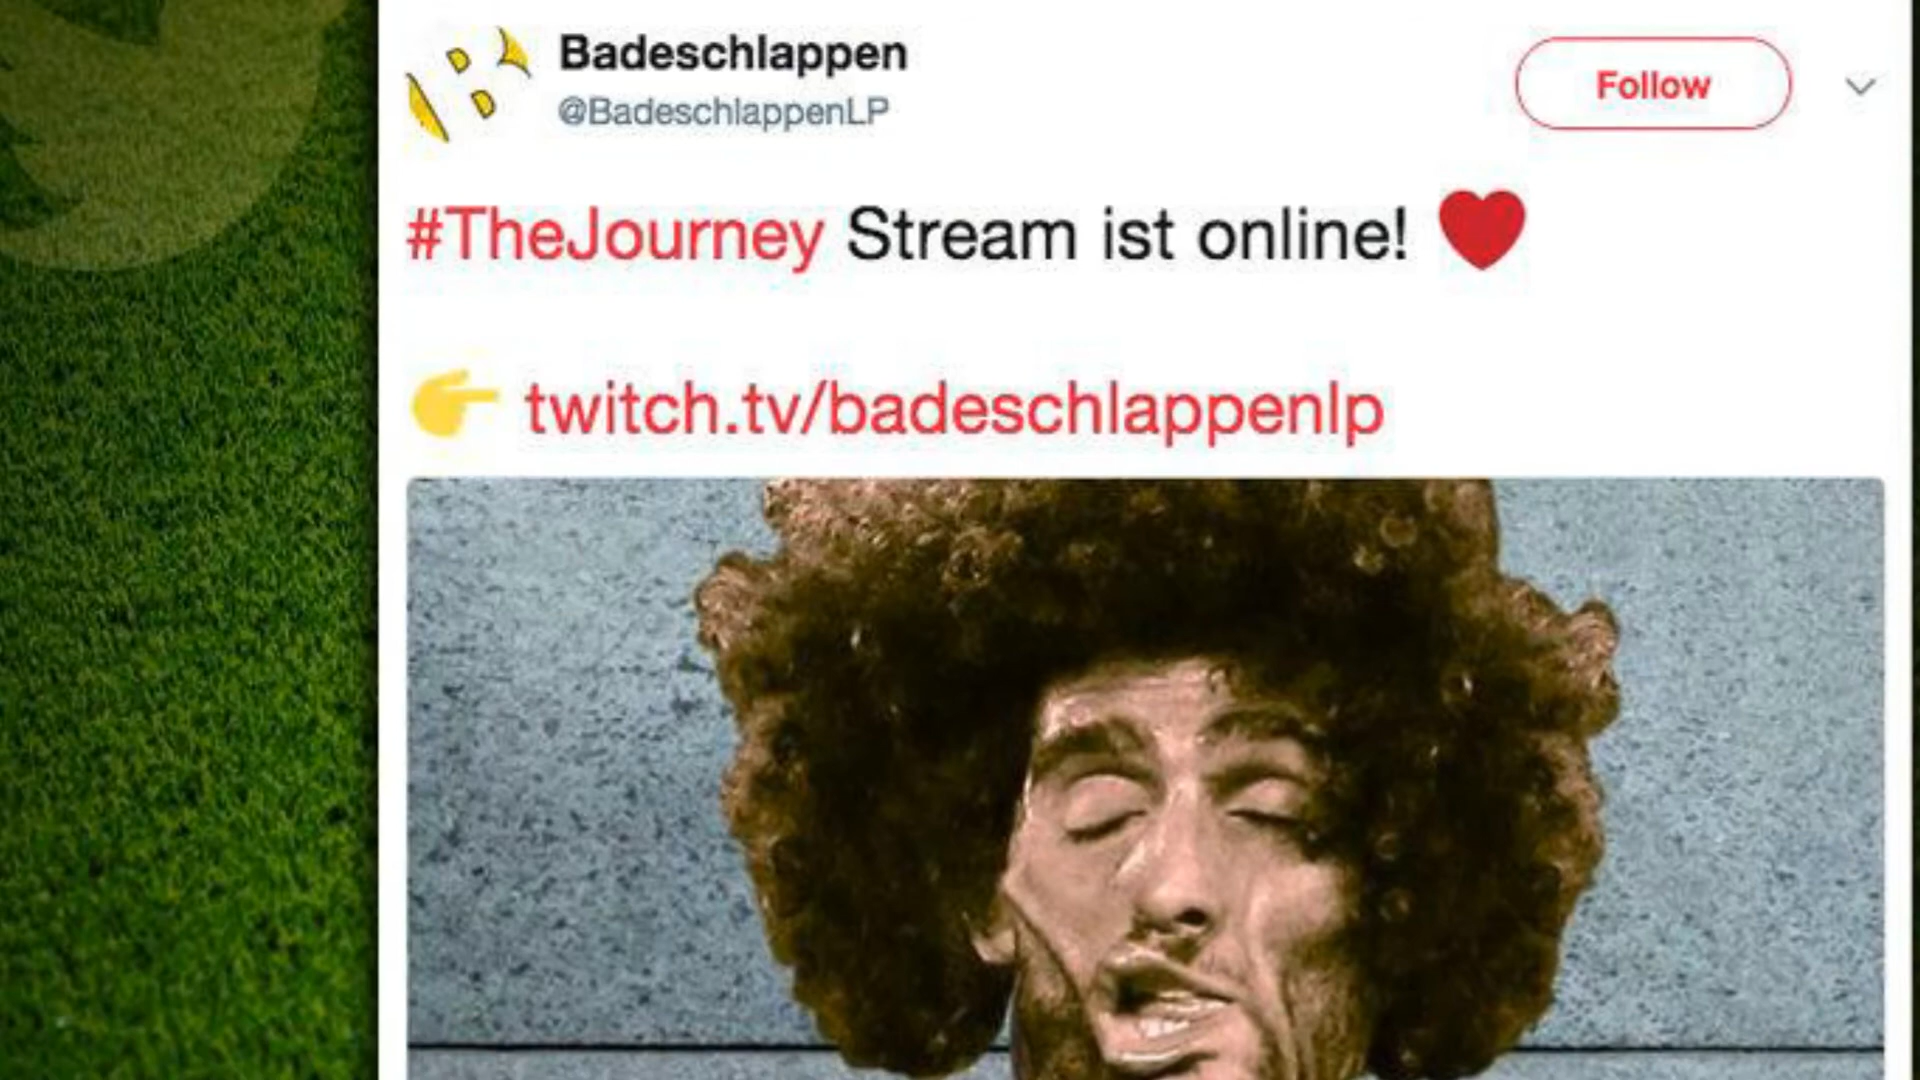 Badeschlappen
@BadeschlappenLP
Follow
#TheJourney Stream ist online! ❤
👉 twitch.tv/badeschlappenlp